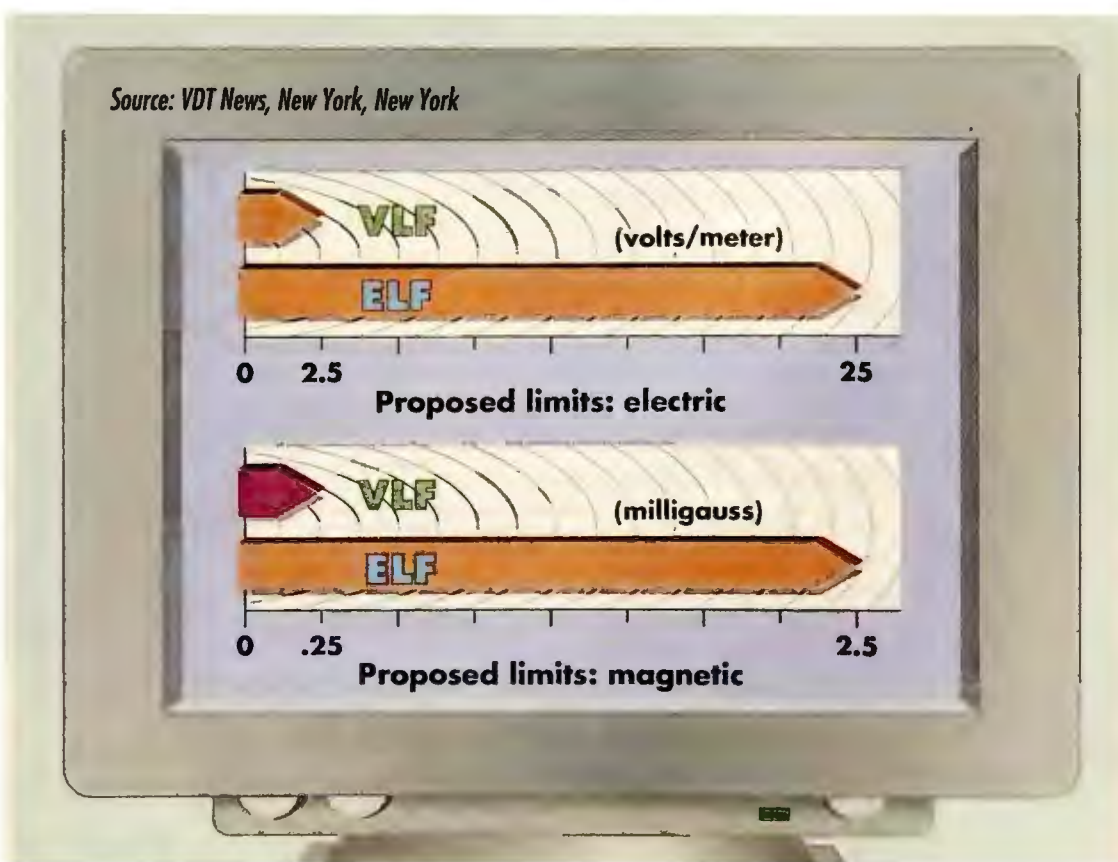 Source: VDT News, New York, New York
VLF
(volts/meter)
ELF
0 2.5 25
Proposed limits: electric
VLF
(milligauss)
ELF
0 .25 2.5
Proposed limits: magnetic